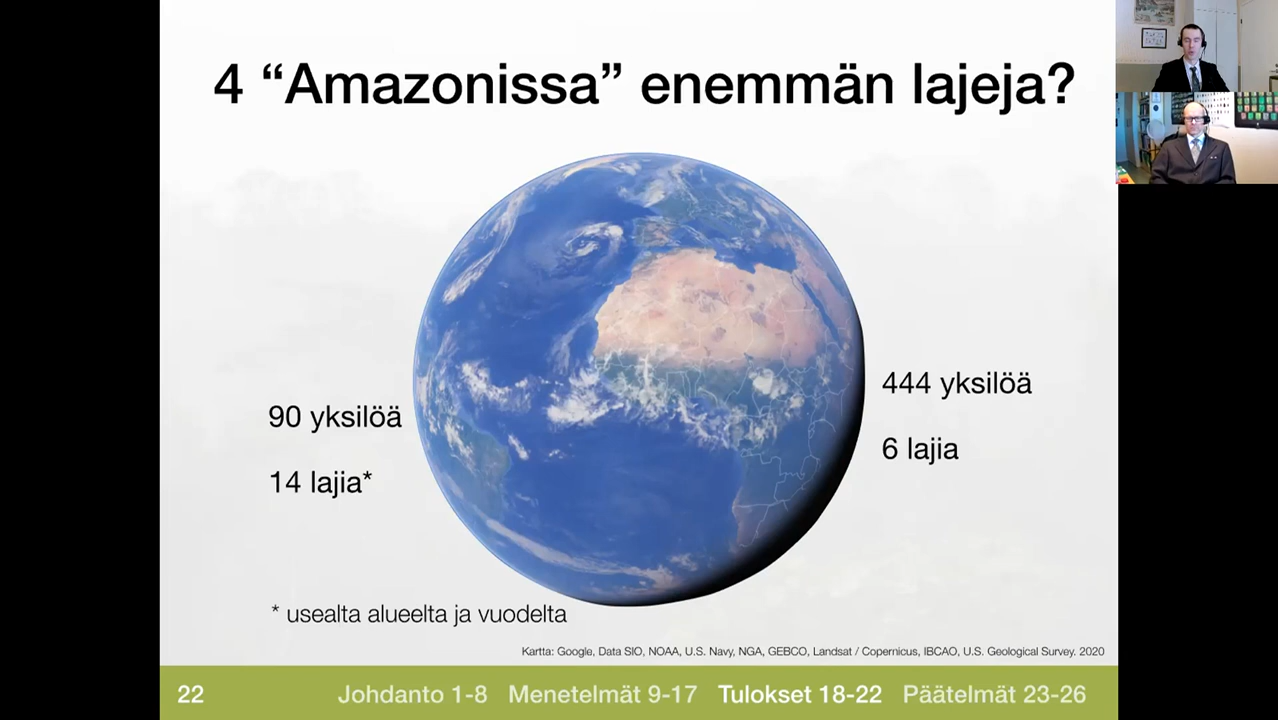 4 “Amazonissa” enemmän lajeja?
90 yksilöä
14 lajia*
444 yksilöä
6 lajia
* usealta alueelta ja vuodelta
Kartta: Google, Data SIO, NOAA, U.S. Navy, NGA, GEBCO, Landsat / Copernicus, IBCAO, U.S. Geological Survey. 2020
22 Johdanto 1-8 Menetelmät 9-17 Tulokset 18-22 Päätelmät 23-26